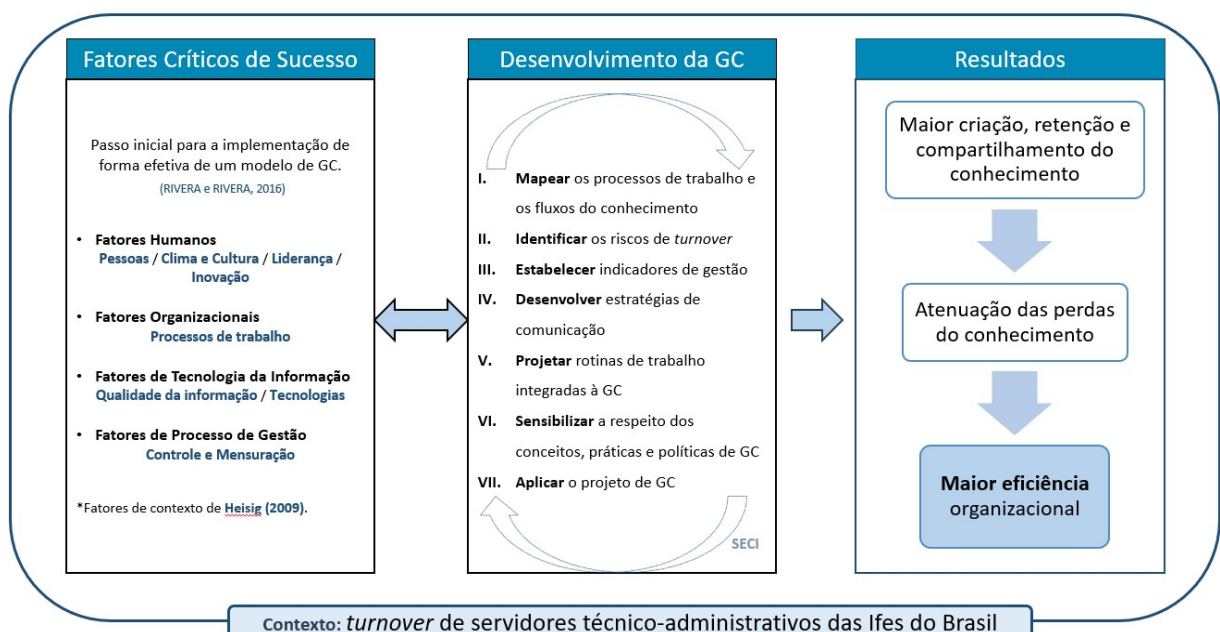 Fatores Críticos de Sucesso
Passo inicial para a implementação de
forma efetiva de um modelo de GC.
(RIVERA e RIVERA, 2016)
• Fatores Humanos
Pessoas / Clima e Cultura / Liderança /
Inovação
• Fatores Organizacionais
Processos de trabalho
• Fatores de Tecnologia da Informação
Qualidade da informação / Tecnologias
• Fatores de Processo de Gestão
Controle e Mensuração
*Fatores de contexto de Heisig (2009).
Desenvolvimento da GC
I. Mapear os processos de trabalho e
os fluxos do conhecimento
II. Identificar os riscos de turnover
III. Estabelecer indicadores de gestão
IV. Desenvolver estratégias de
comunicação
V. Projetar rotinas de trabalho
integradas à GC
VI. Sensibilizar a respeito dos
conceitos, práticas e políticas de GC
VII. Aplicar o projeto de GC
SECI
Resultados
Maior criação, retenção e
compartilhamento do
conhecimento
Atenuação das perdas
do conhecimento
Maior eficiência
organizacional
Contexto: turnover de servidores técnico-administrativos das Ifes do Brasil